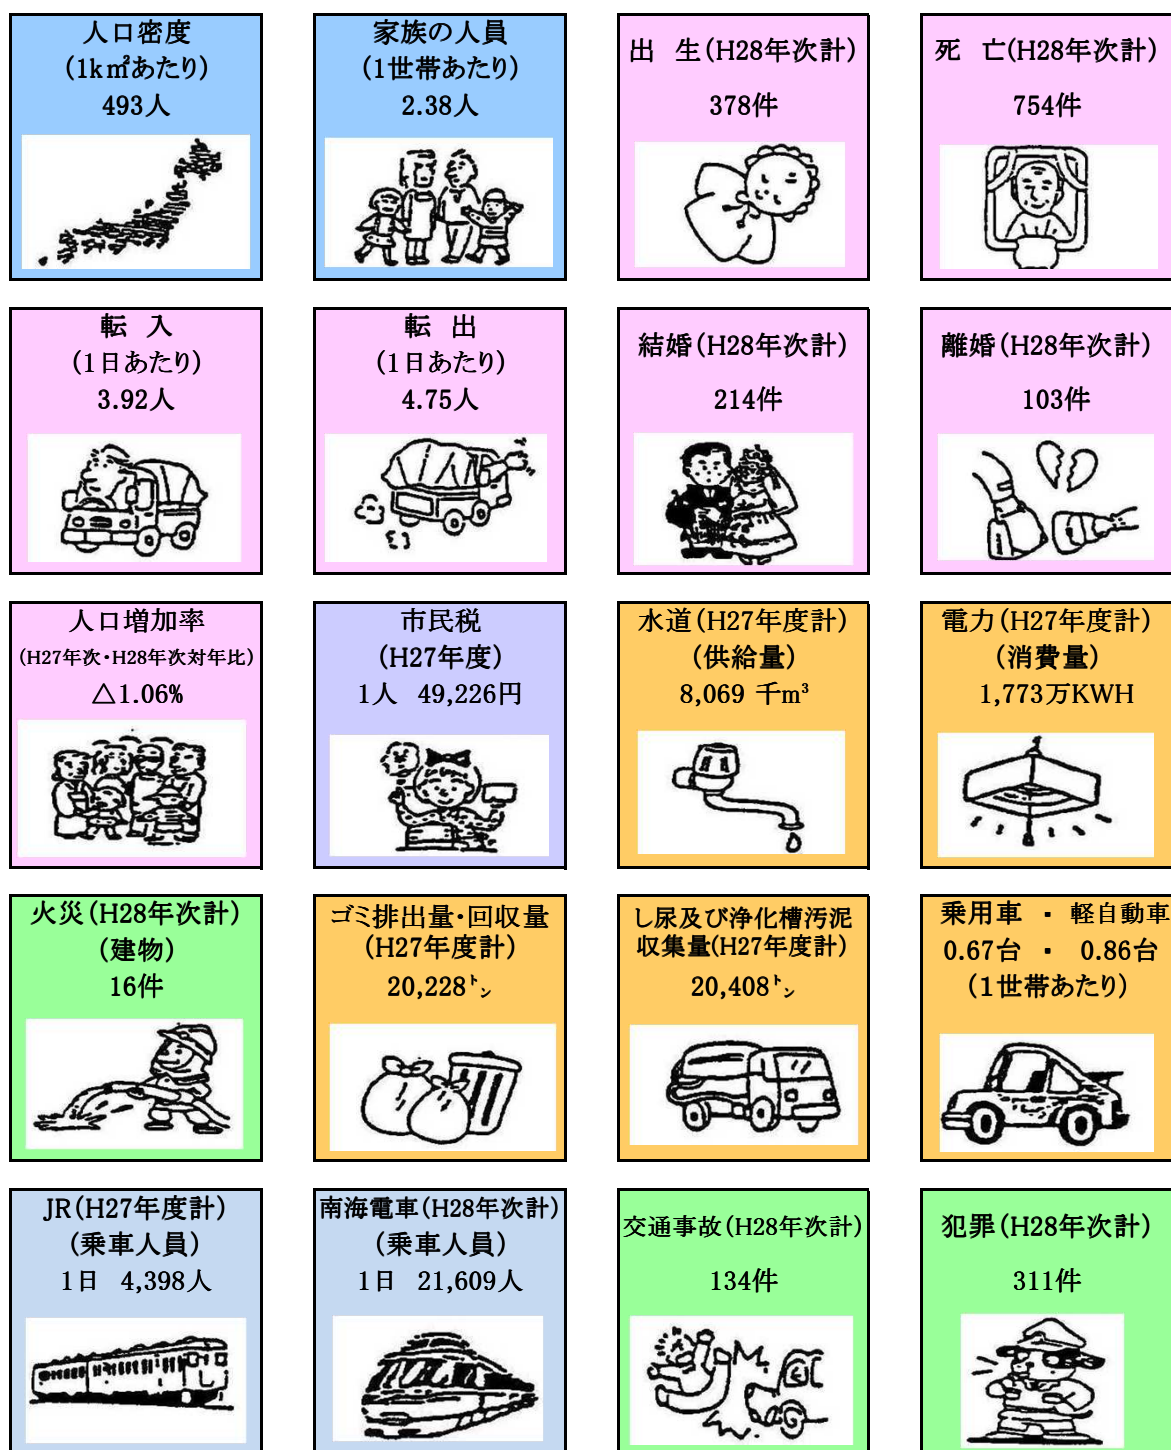 人口密度
(1k㎡あたり)
493人
家族の人員
(1世帯あたり)
2.38人
出　生(H28年次計)
378件
死　亡(H28年次計)
754件
転　入
(1日あたり)
3.92人
転　出
(1日あたり)
4.75人
結婚(H28年次計)
214件
離婚(H28年次計)
103件
人口増加率
(H27年次・H28年次対年比)
△1.06%
市民税
(H27年度)
1人　49,226円
水道(H27年度計)
(供給量)
8,069 千m³
電力(H27年度計)
(消費量)
1,773万KWH
火災(H28年次計)
(建物)
16件
ゴミ排出量・回収量
(H27年度計)
20,228トン
し尿及び浄化槽汚泥
収集量(H27年度計)
20,408トン
乗用車　・　軽自動車
0.67台　・　0.86台
(1世帯あたり)
JR(H27年度計)
(乗車人員)
1日　4,398人
南海電車(H28年次計)
(乗車人員)
1日　21,609人
交通事故(H28年次計)
134件
犯罪(H28年次計)
311件